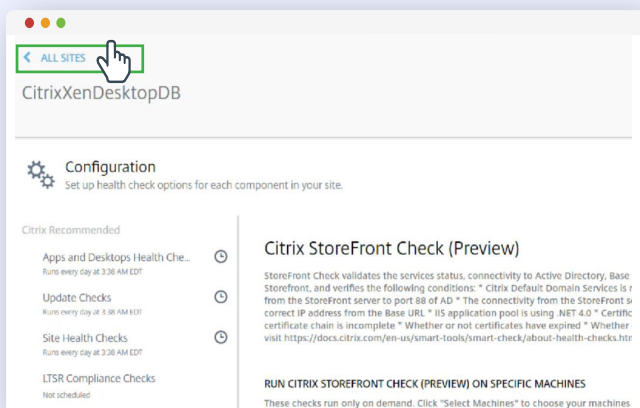 ALL SITES
CitrixXenDesktopDB
Configuration
Set up health check options for each component in your site.
Citrix Recommended
Apps and Desktops Health Che...
Runs every day at 3:36 AM EDT
Update Checks
Runs every day at 3:38 AM EDT
Site Health Checks
Runs every day at 3:38 AM EDT
LTSR Compliance Checks
Not scheduled
Citrix StoreFront Check (Preview)
StoreFront Check validates the services status, connectivity to Active Directory, Base
Storefront, and verifies the following conditions: * Citrix Default Domain Services is
from the StoreFront server to port 88 of AD * The connectivity from the StoreFront
correct IP address from the Base URL * IIS application pool is using .NET 4.0 *
certificate chain is incomplete * Whether or not certificates have expired * Whether
visit https://docs.citrix.com/en-us/smart-tools/smart-check/about-health-checks.htm
RUN CITRIX STOREFRONT CHECK (PREVIEW) ON SPECIFIC MACHINES
These checks run only on demand. Click "Select Machines" to choose your machines